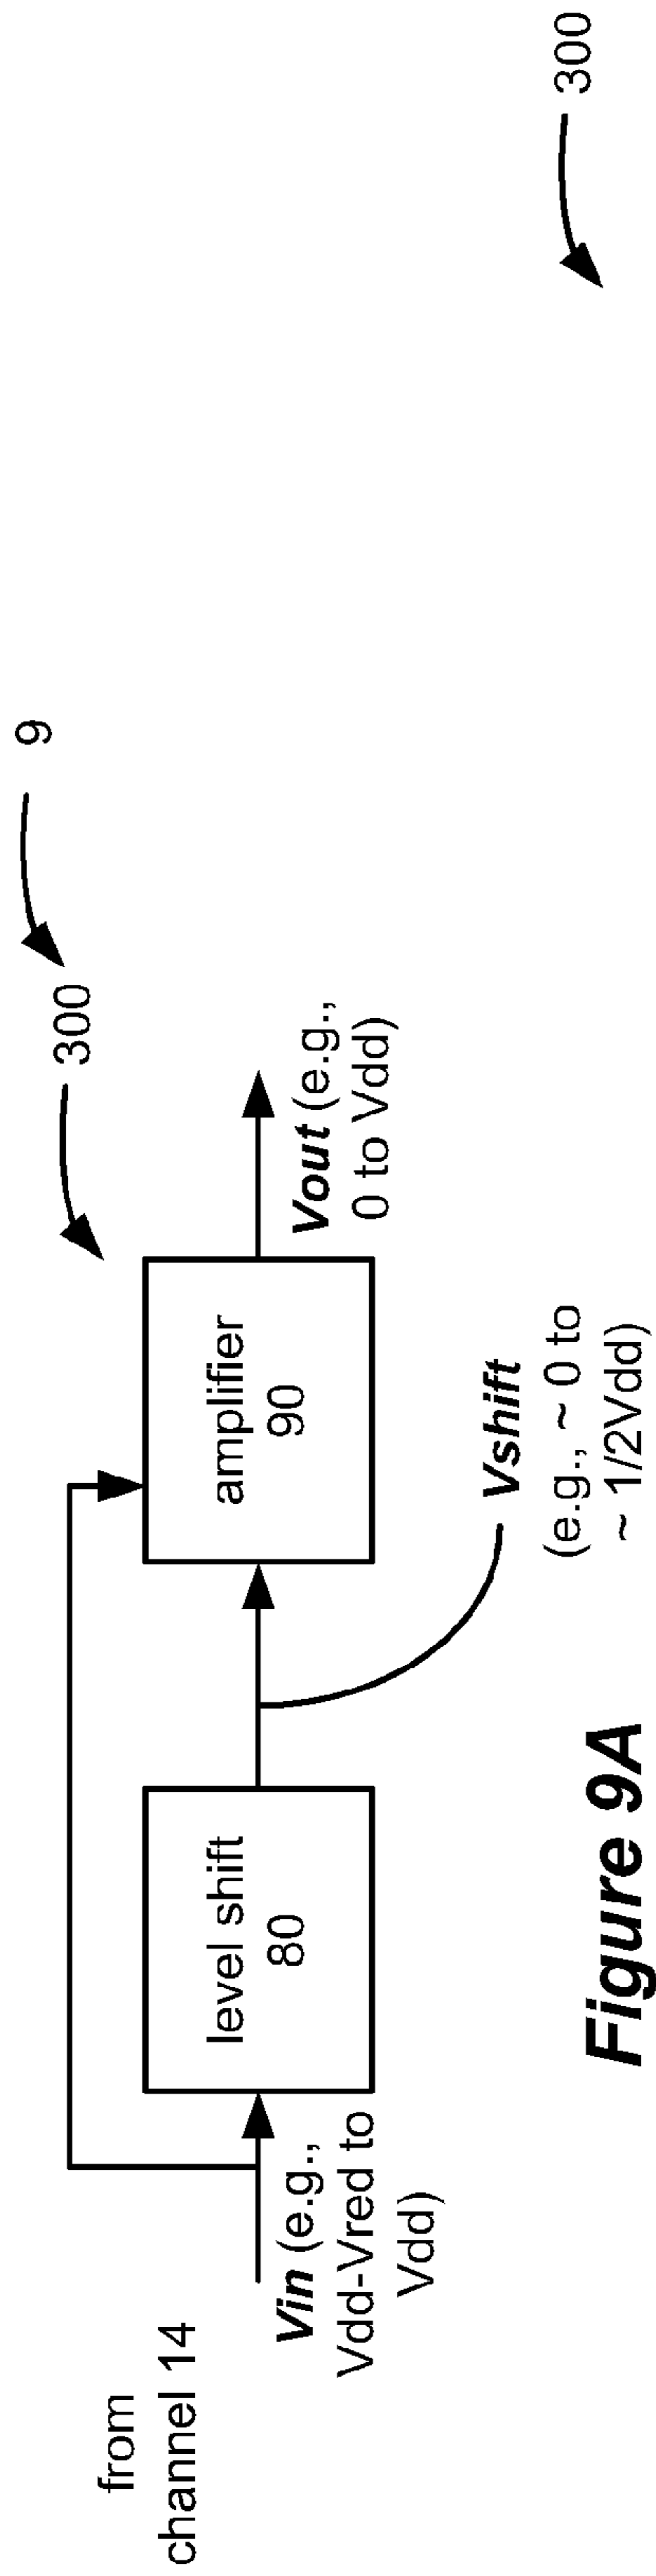 from
channel 14
Vin (e.g.,
Vdd-Vred to
Vdd)
level shift
80
Vshift
(e.g., ~ 0 to
~ 1/2Vdd)
amplifier
90
Vout (e.g.,
0 to Vdd)
300
9
300
Figure 9A